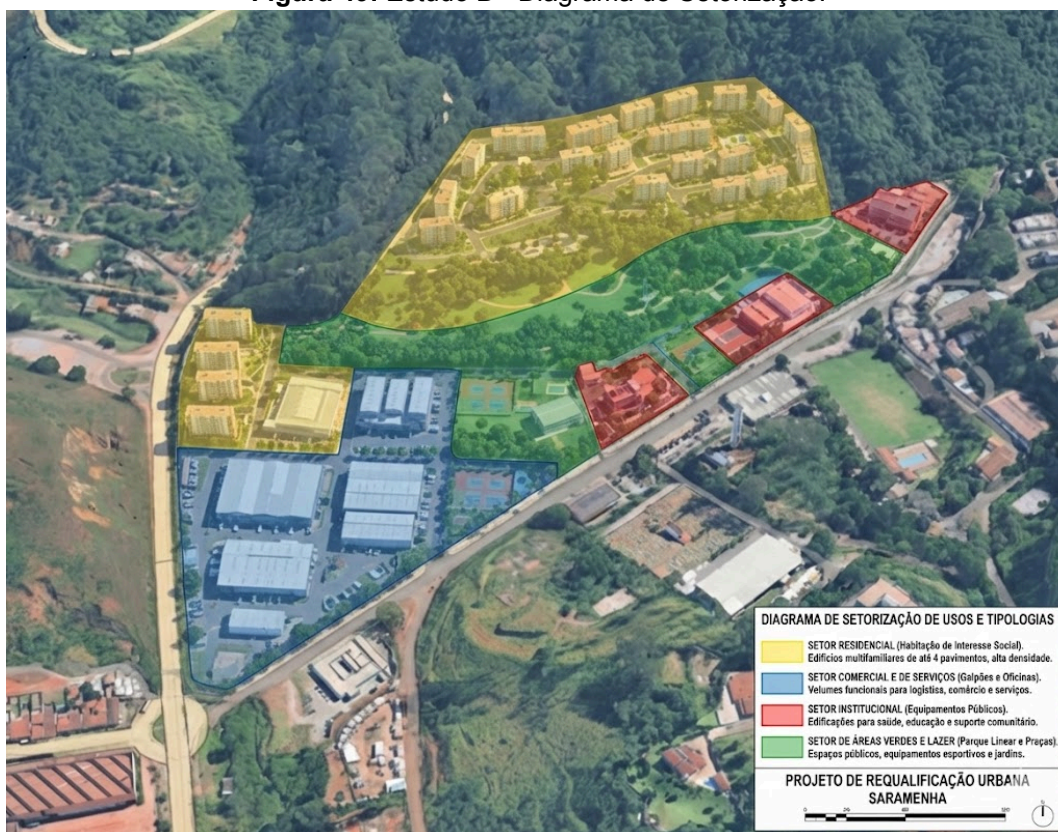 Figura 19: Estudo B - Diagrama de Setorização.
DIAGRAMA DE SETORIZAÇÃO DE USOS E TIPOLOGIAS
SETOR RESIDENCIAL (Habitação de Interesse Social).
Edifícios multifamiliares de até 4 pavimentos, alta densidade.
SETOR COMERCIAL E DE SERVIÇOS (Galpões e Oficinas).
Volumes funcionais para logística, comércio e serviços.
SETOR INSTITUCIONAL (Equipamentos Públicos).
Edificações para saúde, educação e suporte comunitário.
SETOR DE ÁREAS VERDES E LAZER (Parque Linear e Praças).
Espaços públicos, equipamentos esportivos e jardins.
PROJETO DE REQUALIFICAÇÃO URBANA
SARAMENHA